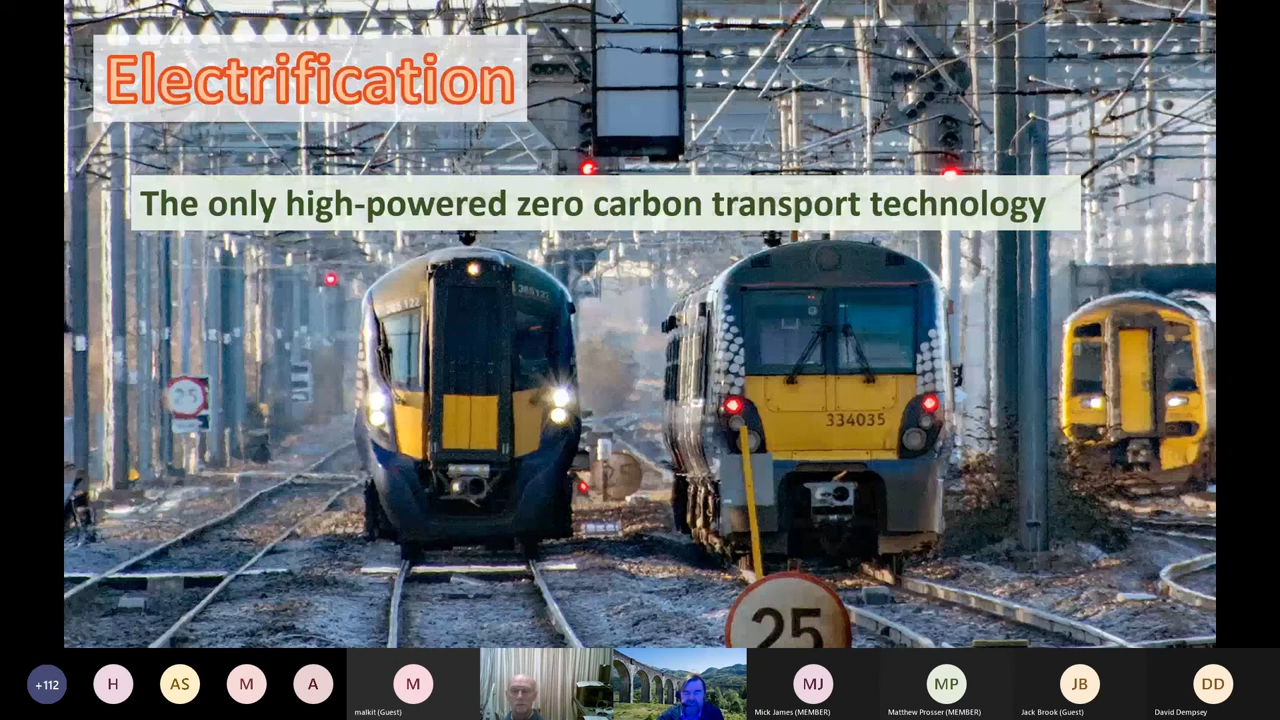 Electrification
The only high-powered zero carbon transport technology
385122
334035
25
25
+112
H
AS
M
A
M
malkit (Guest)
MJ
Mick James (MEMBER)
MP
Matthew Prosser (MEMBER)
JB
Jack Brook (Guest)
DD
David Dempsey